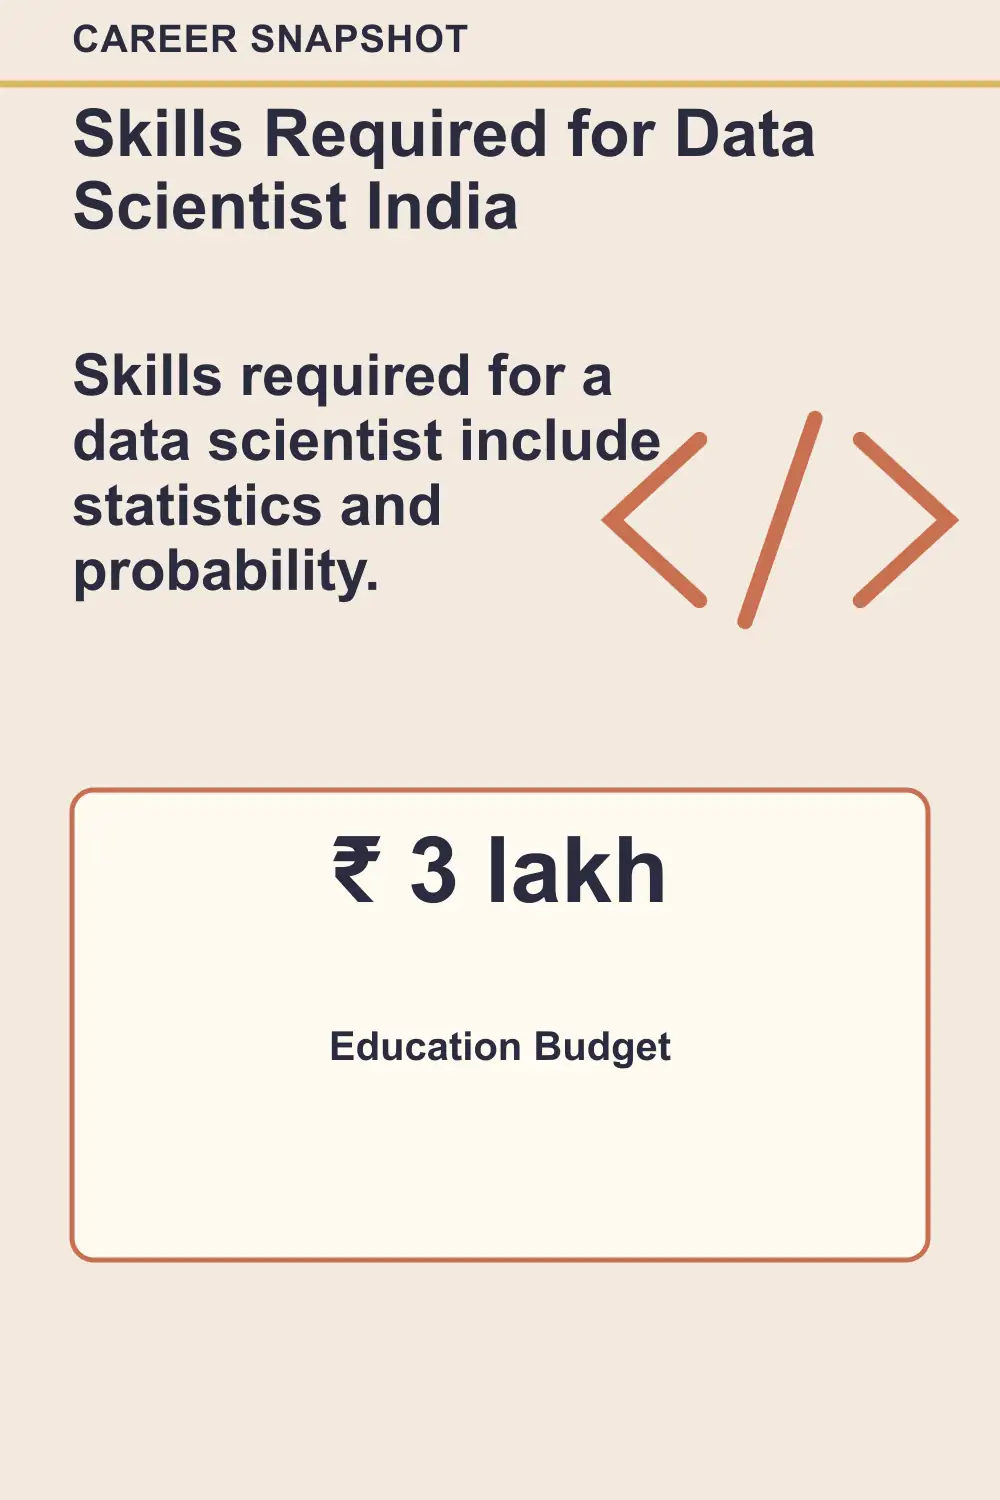 CAREER SNAPSHOT
Skills Required for Data
Scientist India
Skills required for a
data scientist include
statistics and
probability.
₹ 3 lakh
Education Budget